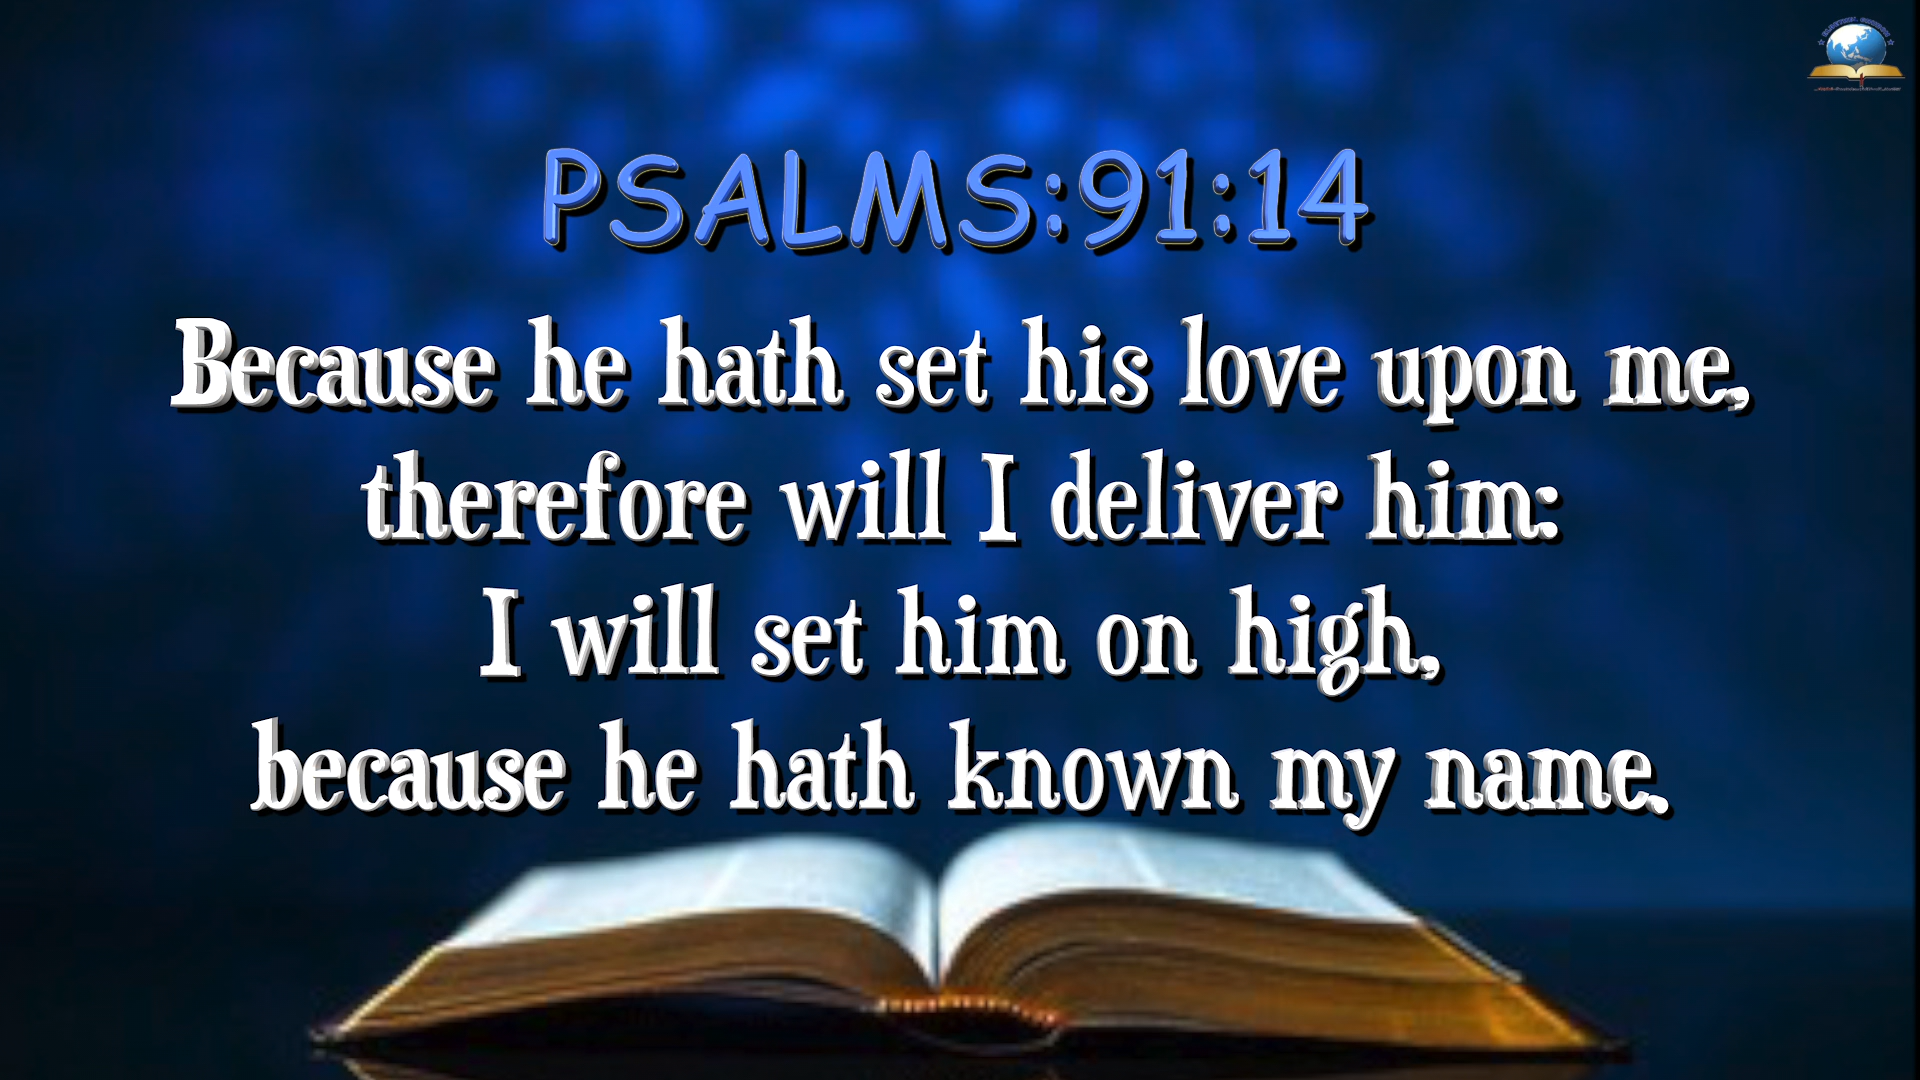 PSALMS:91:14
Because he hath set his love upon me,
therefore will I deliver him:
I will set him on high,
because he hath known my name.